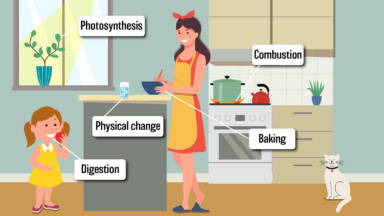 Photosynthesis
Combustion
Physical change
Baking
Digestion